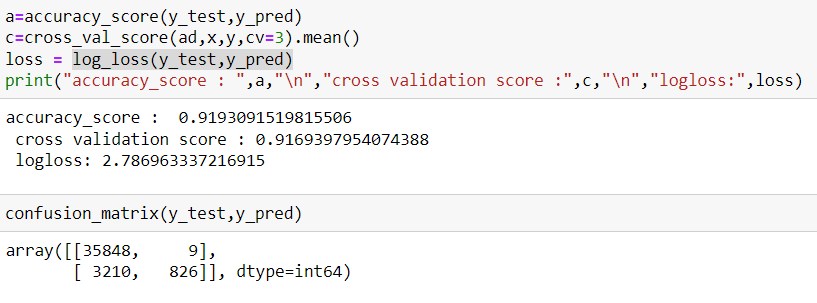 a=accuracy_score(y_test,y_pred)
c=cross_val_score(ad,x,y,cv=3).mean()
loss = log_loss(y_test,y_pred)
print("accuracy_score : ",a,"\n","cross validation score :",c,"\n","logloss:",loss)
accuracy_score :  0.9193091519815506
 cross validation score : 0.9169397954074388
 logloss: 2.786963337216915
confusion_matrix(y_test,y_pred)
array([[35848,     9],
       [ 3210,   826]], dtype=int64)